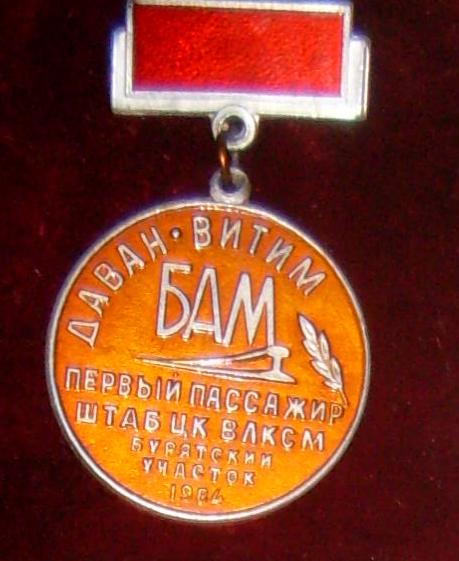 ДАВАН · ВИТИМ
БАМ
ПЕРВЫЙ ПАССАЖИР
ШТАБ ЦК ВЛКСМ
БУРЯТСКИЙ
УЧАСТОК
1984